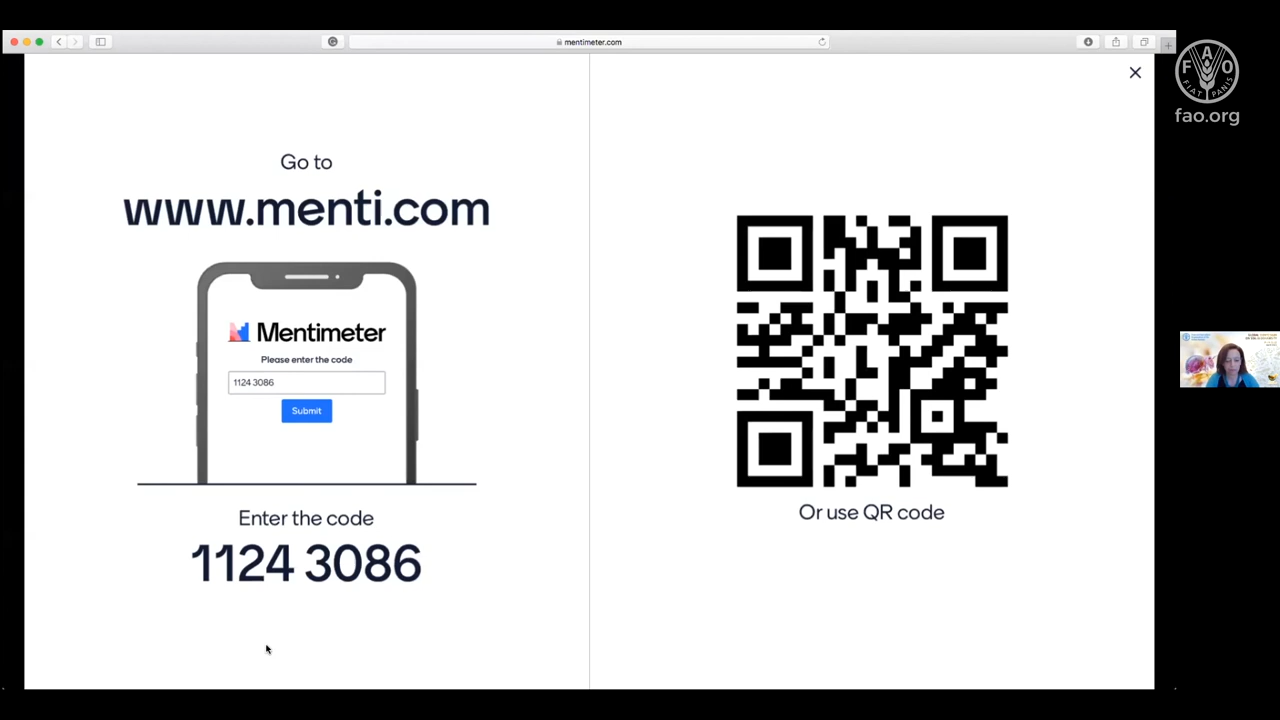 mentimeter.com
FAO
FIAT PANIS
fao.org
Go to
www.menti.com
Mentimeter
Please enter the code
1124 3086
Submit
Enter the code
1124 3086
Or use QR code